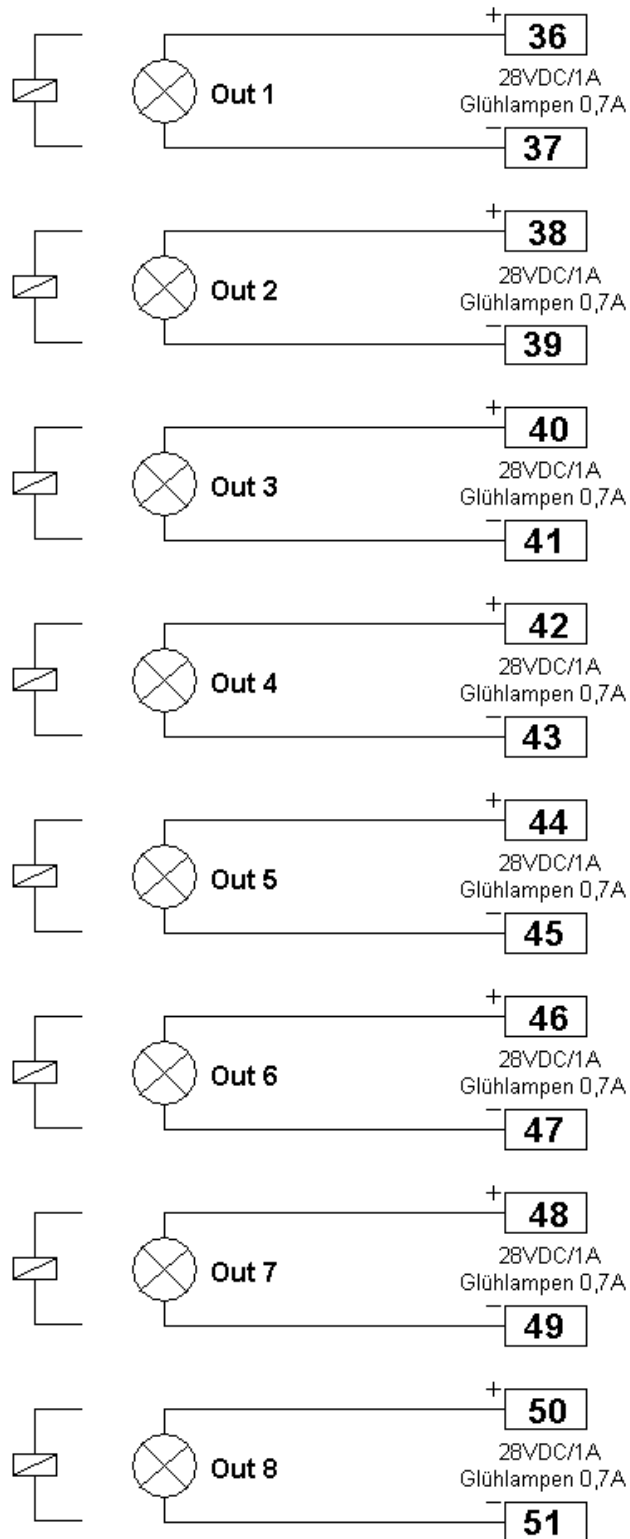 + 36
28VDC/1A
Out 1
Glühlampen 0,7A
− 37
+ 38
28VDC/1A
Out 2
Glühlampen 0,7A
− 39
+ 40
28VDC/1A
Out 3
Glühlampen 0,7A
− 41
+ 42
28VDC/1A
Out 4
Glühlampen 0,7A
− 43
+ 44
28VDC/1A
Out 5
Glühlampen 0,7A
− 45
+ 46
28VDC/1A
Out 6
Glühlampen 0,7A
− 47
+ 48
28VDC/1A
Out 7
Glühlampen 0,7A
− 49
+ 50
28VDC/1A
Out 8
Glühlampen 0,7A
− 51